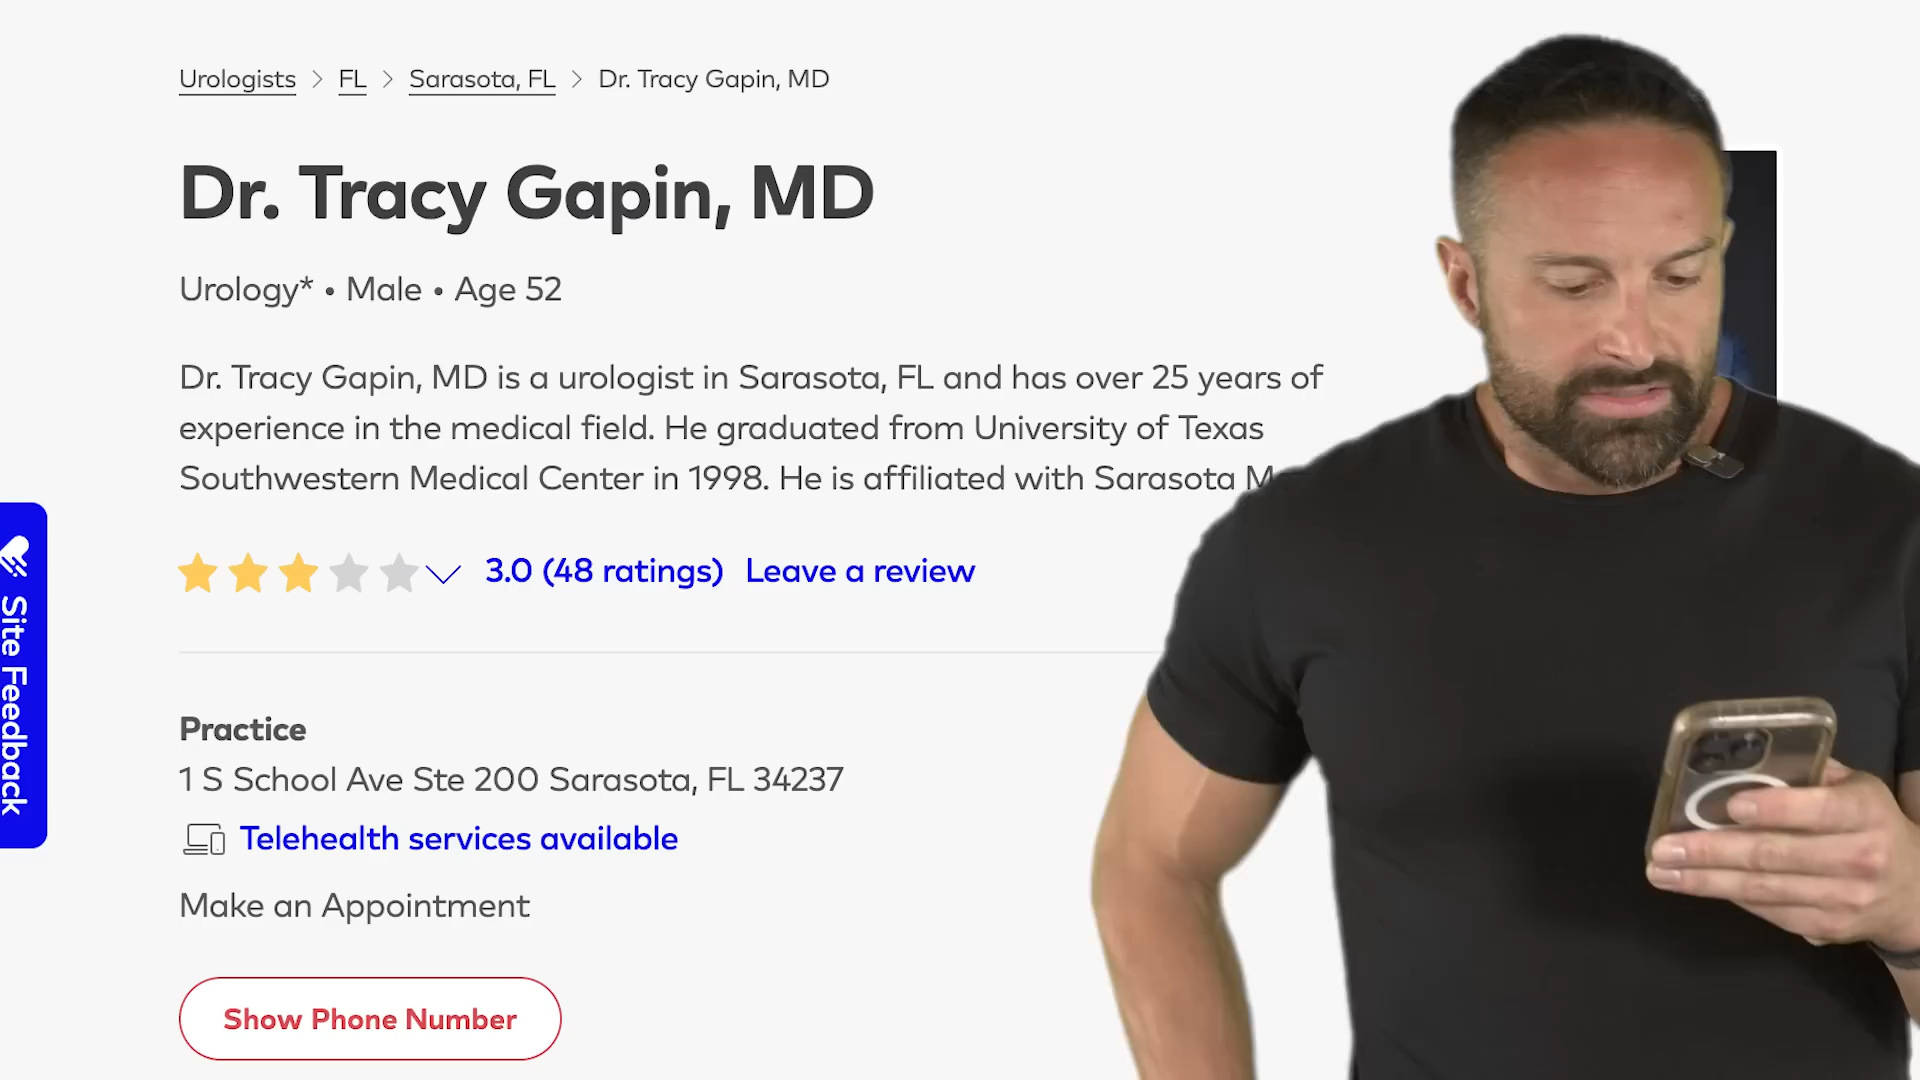 Urologists > FL > Sarasota, FL > Dr. Tracy Gapin, MD
Dr. Tracy Gapin, MD
Urology* • Male • Age 52
Dr. Tracy Gapin, MD is a urologist in Sarasota, FL and has over 25 years of
experience in the medical field. He graduated from University of Texas
Southwestern Medical Center in 1998. He is affiliated with Sarasota M
3.0 (48 ratings) Leave a review
Site Feedback
Practice
1 S School Ave Ste 200 Sarasota, FL 34237
Telehealth services available
Make an Appointment
Show Phone Number